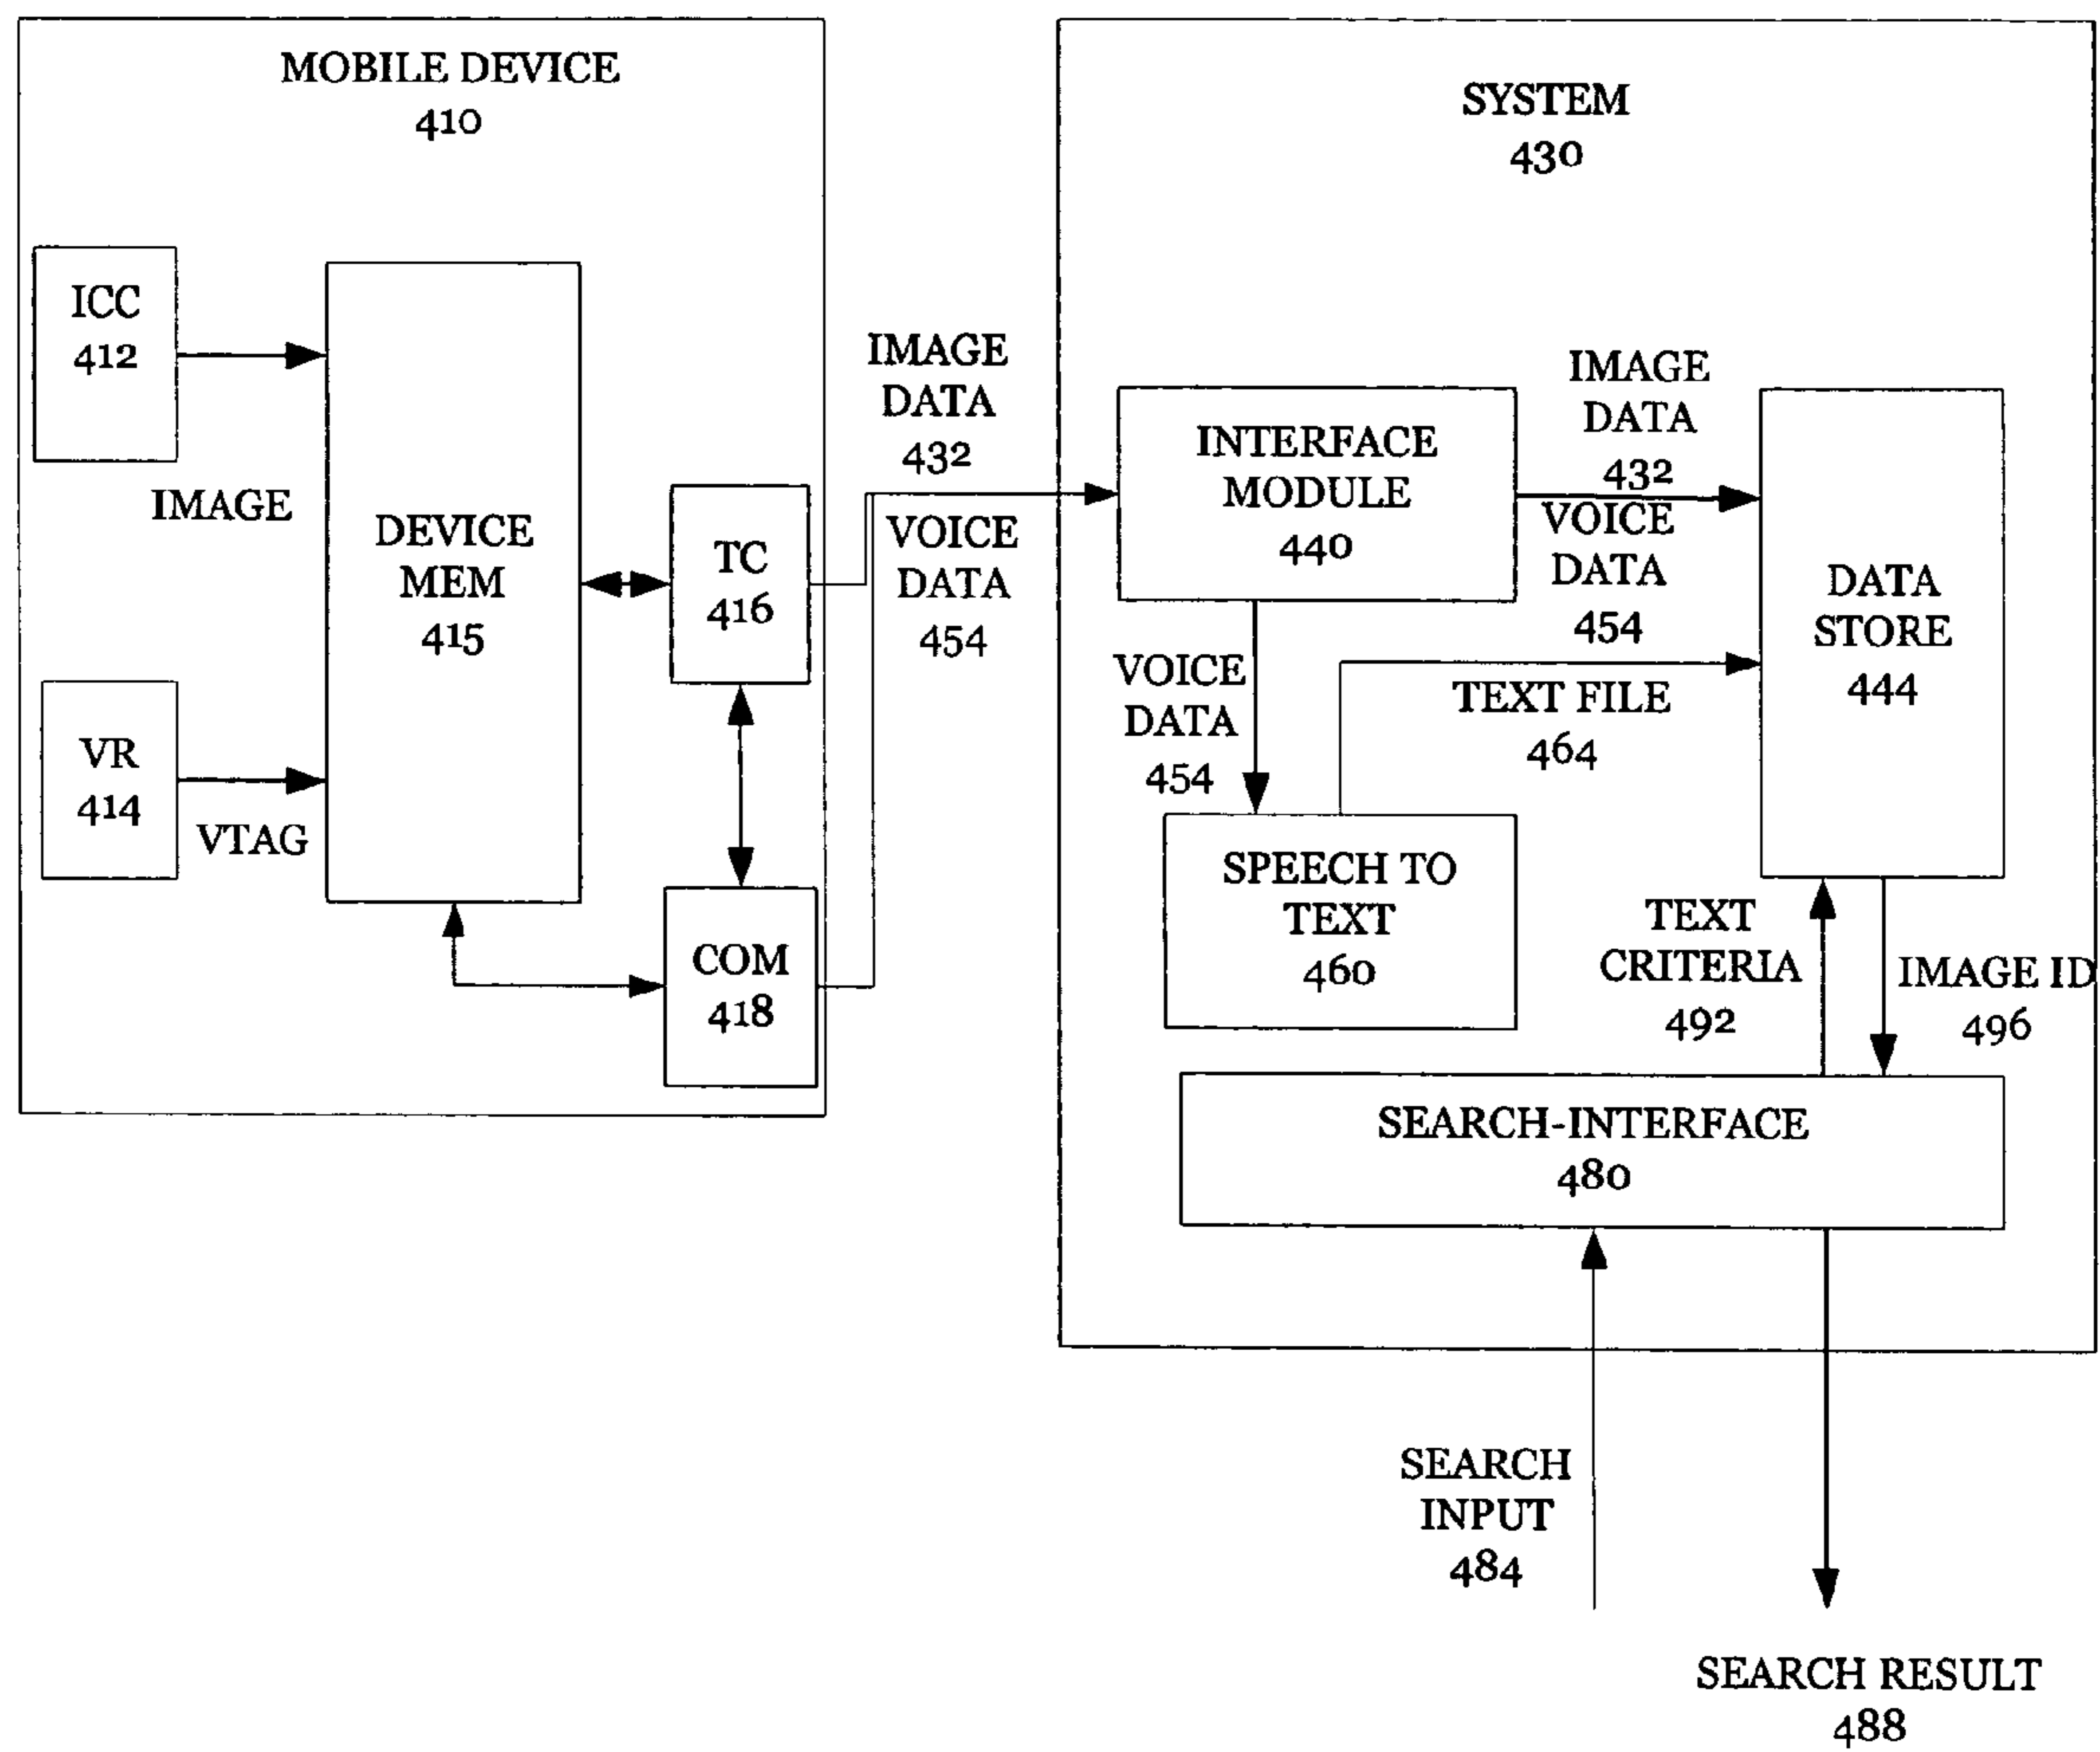 MOBILE DEVICE
410
ICC
412
IMAGE
DEVICE
MEM
415
VR
414
VTAG
TC
416
COM
418
IMAGE
DATA
432
VOICE
DATA
454
SYSTEM
430
INTERFACE
MODULE
440
IMAGE
DATA
432
VOICE
DATA
454
DATA
STORE
444
VOICE
DATA
454
TEXT FILE
464
SPEECH TO
TEXT
460
TEXT
CRITERIA
492
IMAGE ID
496
SEARCH-INTERFACE
480
SEARCH
INPUT
484
SEARCH RESULT
488